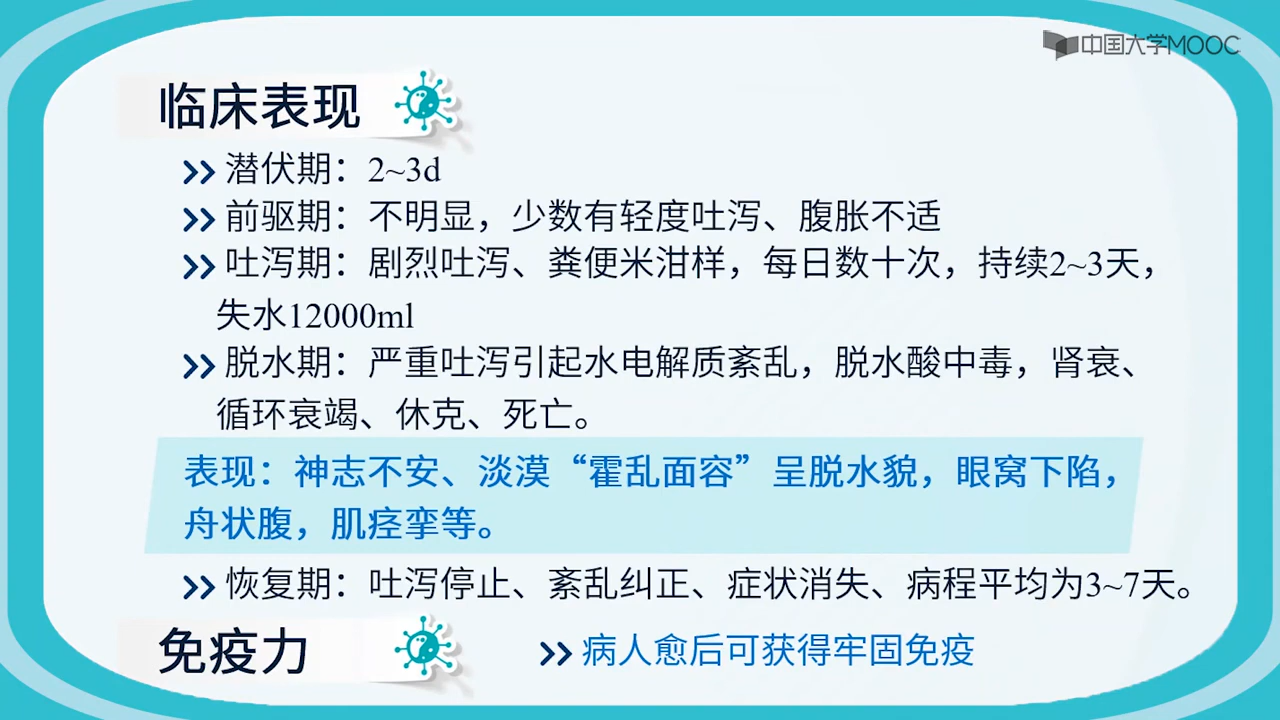 中国大学MOOC
临床表现
潜伏期：2~3d
前驱期：不明显，少数有轻度吐泻、腹胀不适
吐泻期：剧烈吐泻、粪便米泔样，每日数十次，持续2~3天，
失水12000ml
脱水期：严重吐泻引起水电解质紊乱，脱水酸中毒，肾衰、
循环衰竭、休克、死亡。
表现：神志不安、淡漠“霍乱面容”呈脱水貌，眼窝下陷，
舟状腹，肌痉挛等。
恢复期：吐泻停止、紊乱纠正、症状消失、病程平均为3~7天。
免疫力
病人愈后可获得牢固免疫